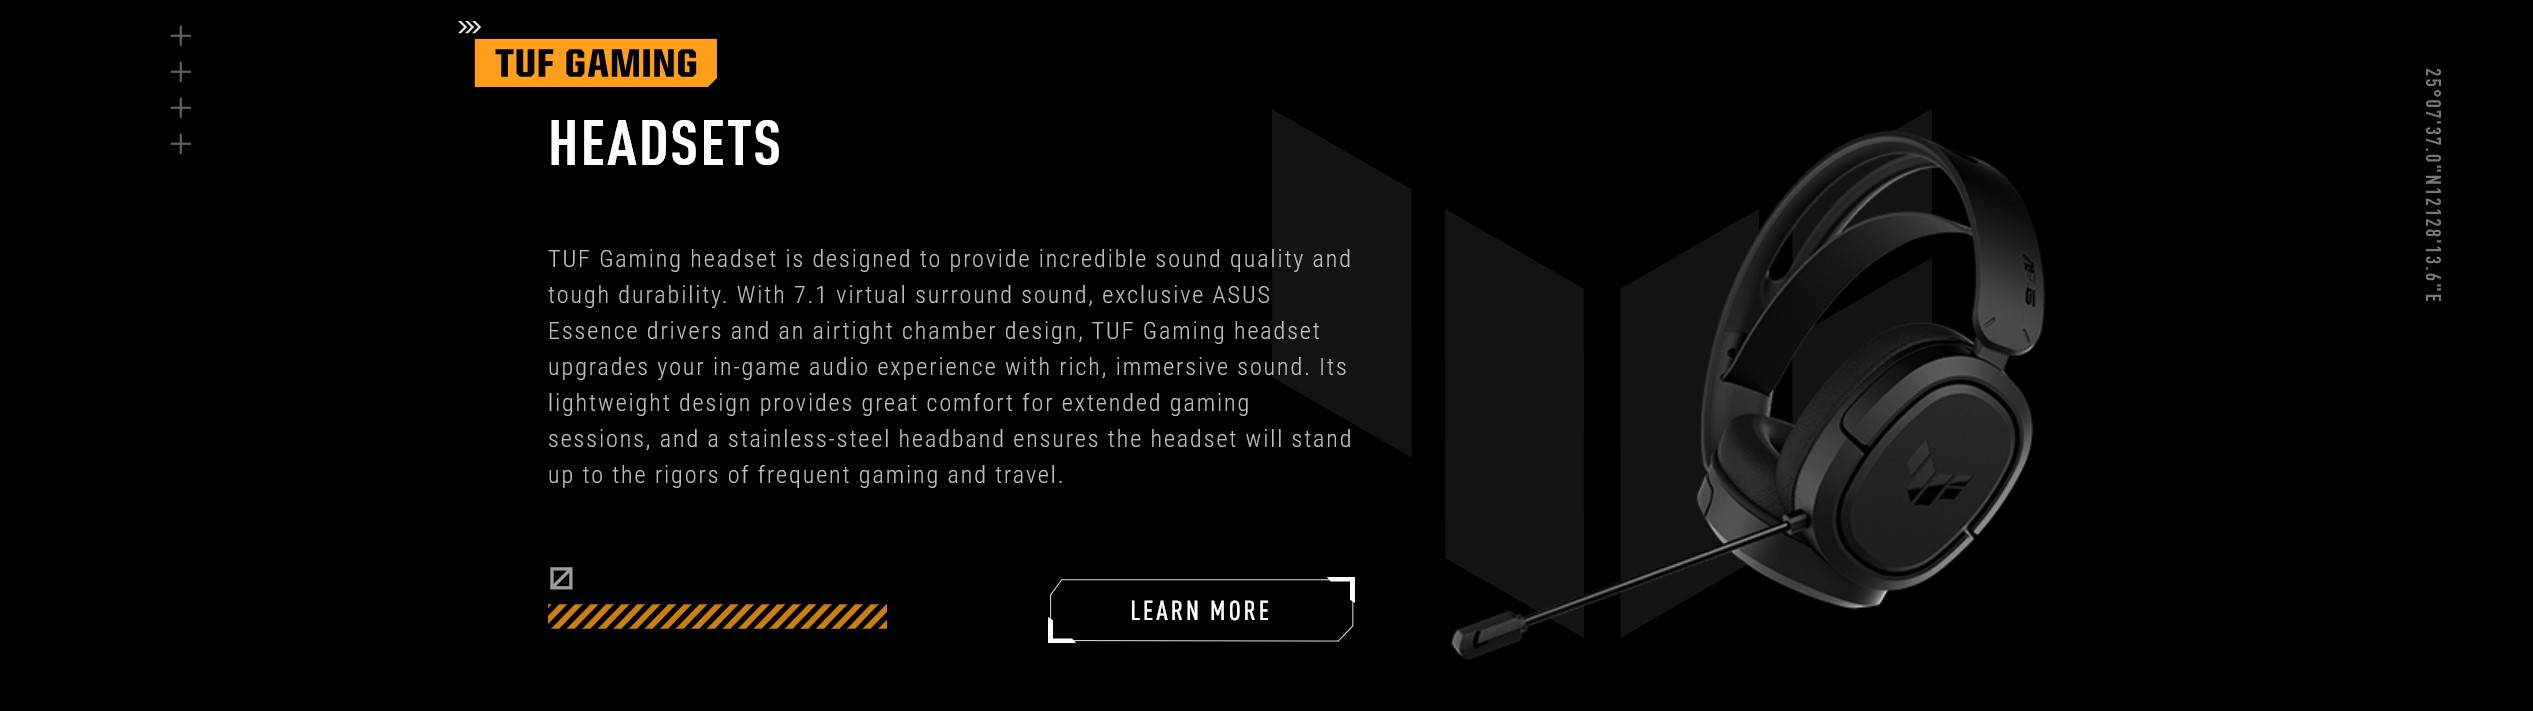 TUF GAMING
HEADSETS
TUF Gaming headset is designed to provide incredible sound quality and
tough durability. With 7.1 virtual surround sound, exclusive ASUS
Essence drivers and an airtight chamber design, TUF Gaming headset
upgrades your in-game audio experience with rich, immersive sound. Its
lightweight design provides great comfort for extended gaming
sessions, and a stainless-steel headband ensures the headset will stand
up to the rigors of frequent gaming and travel.
LEARN MORE
25°07'37.0"N12128'13.6"E